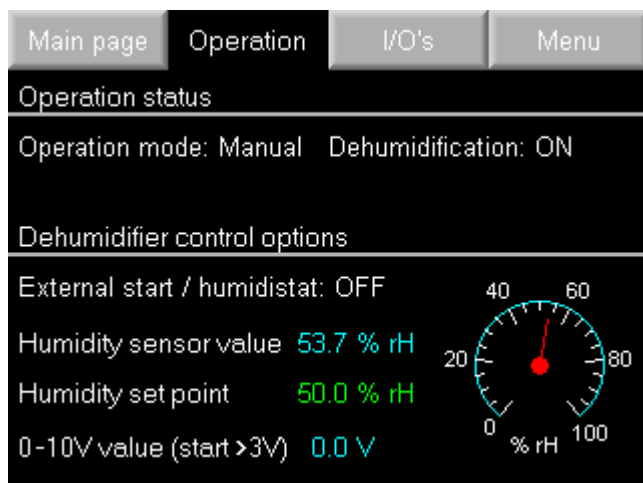 Main page Operation I/O's Menu
Operation status
Operation mode: Manual Dehumidification: ON
Dehumidifier control options
External start / humidistat: OFF
Humidity sensor value 53.7 % rH
Humidity set point 50.0 % rH
0-10V value (start >3V) 0.0 V
40 60
20 80
0 100
% rH